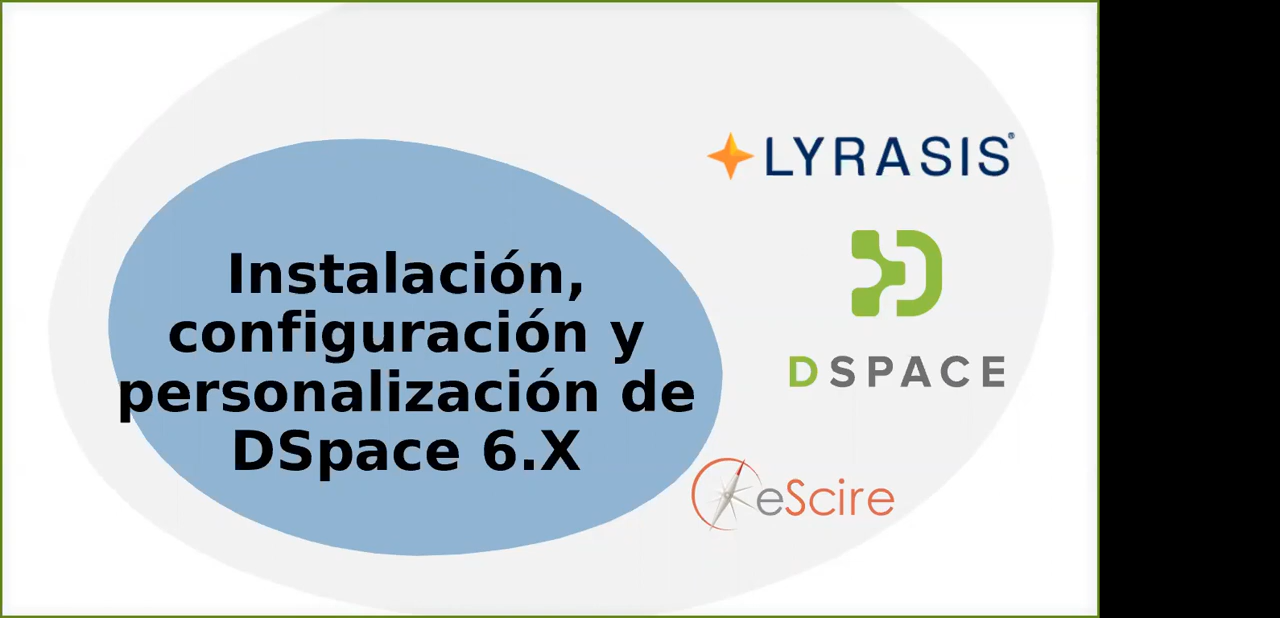 Instalación,
configuración y
personalización de
DSpace 6.X
LYRASIS®
DSPACE
eScire